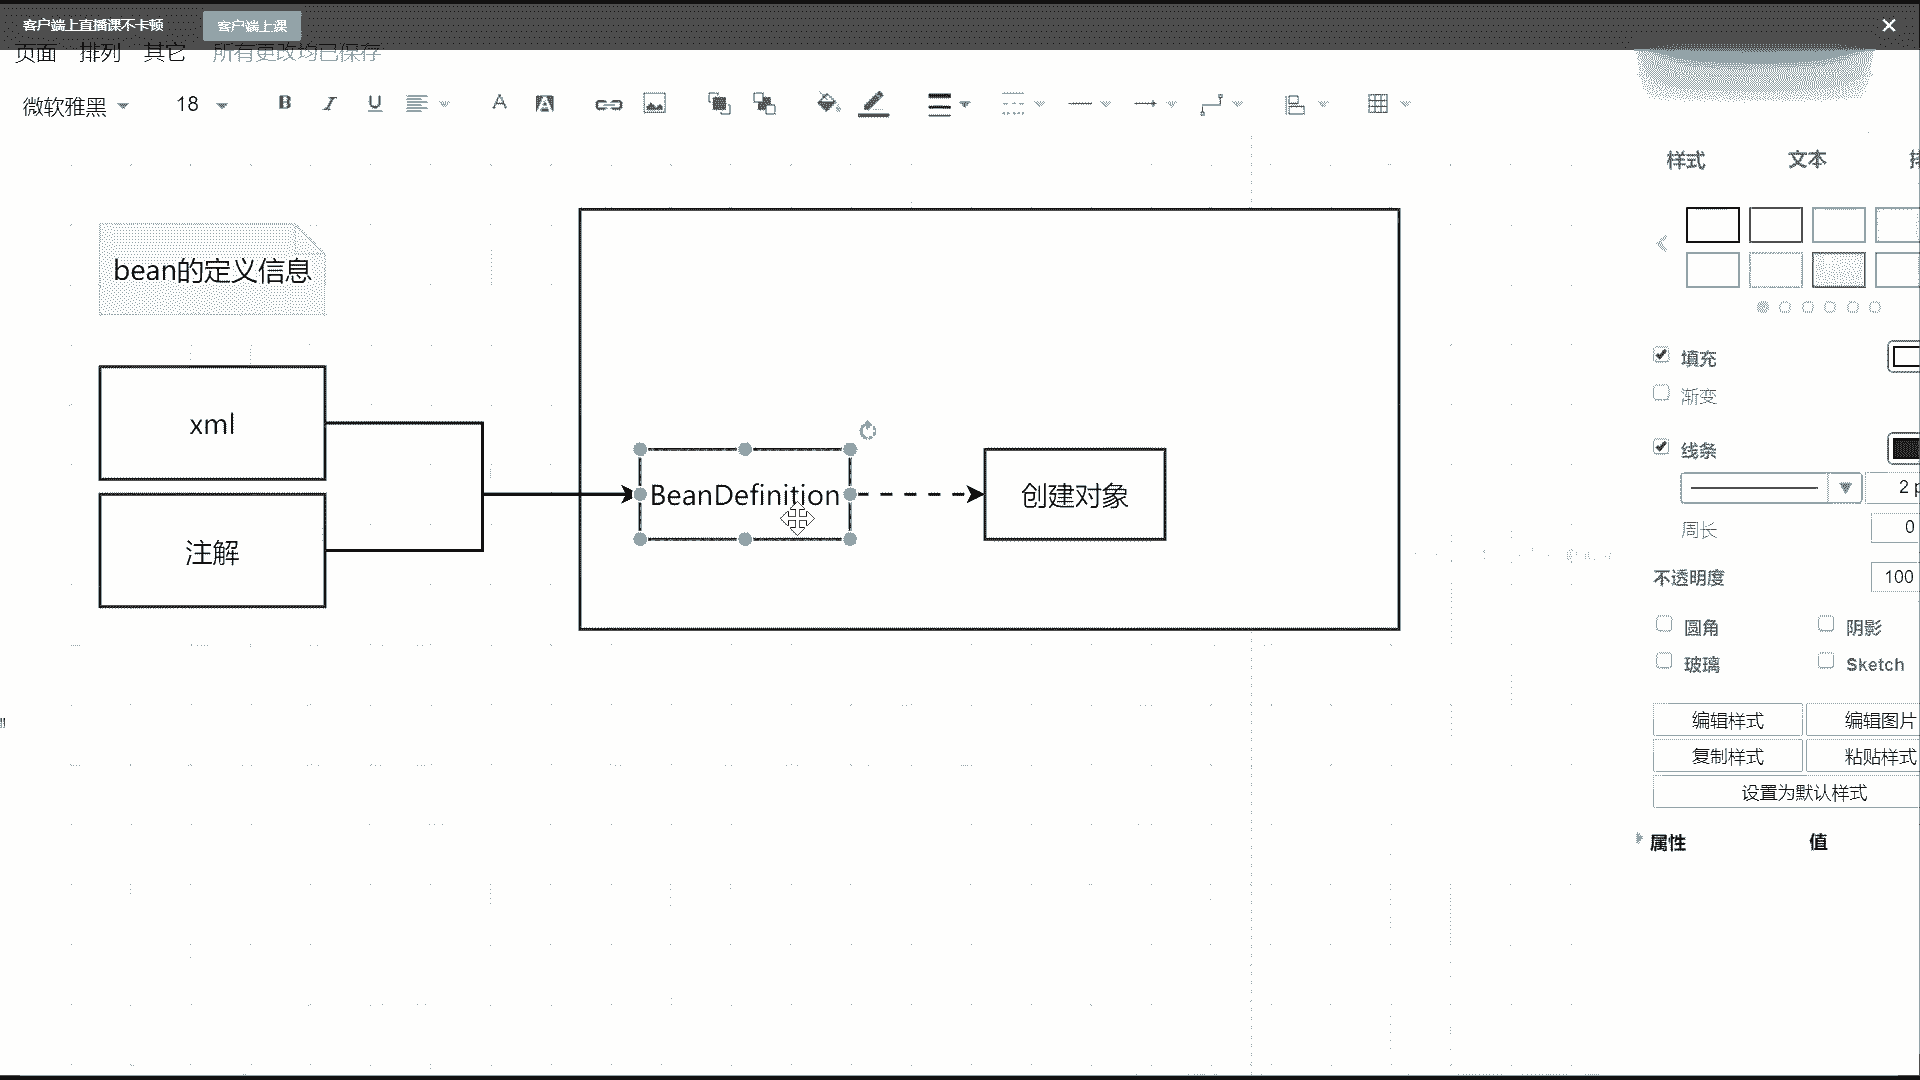 客户端上直播课不卡顿
客户端上课
页面 排列 其它 所有更改均已保存
微软雅黑 18 B I U A A
样式 文本
bean的定义信息
xml
注解
BeanDefinition
创建对象
填充
渐变
线条
2 p
周长 0
不透明度 100
圆角 阴影
玻璃 Sketch
编辑样式 编辑图片
复制样式 粘贴样式
设置为默认样式
属性 值